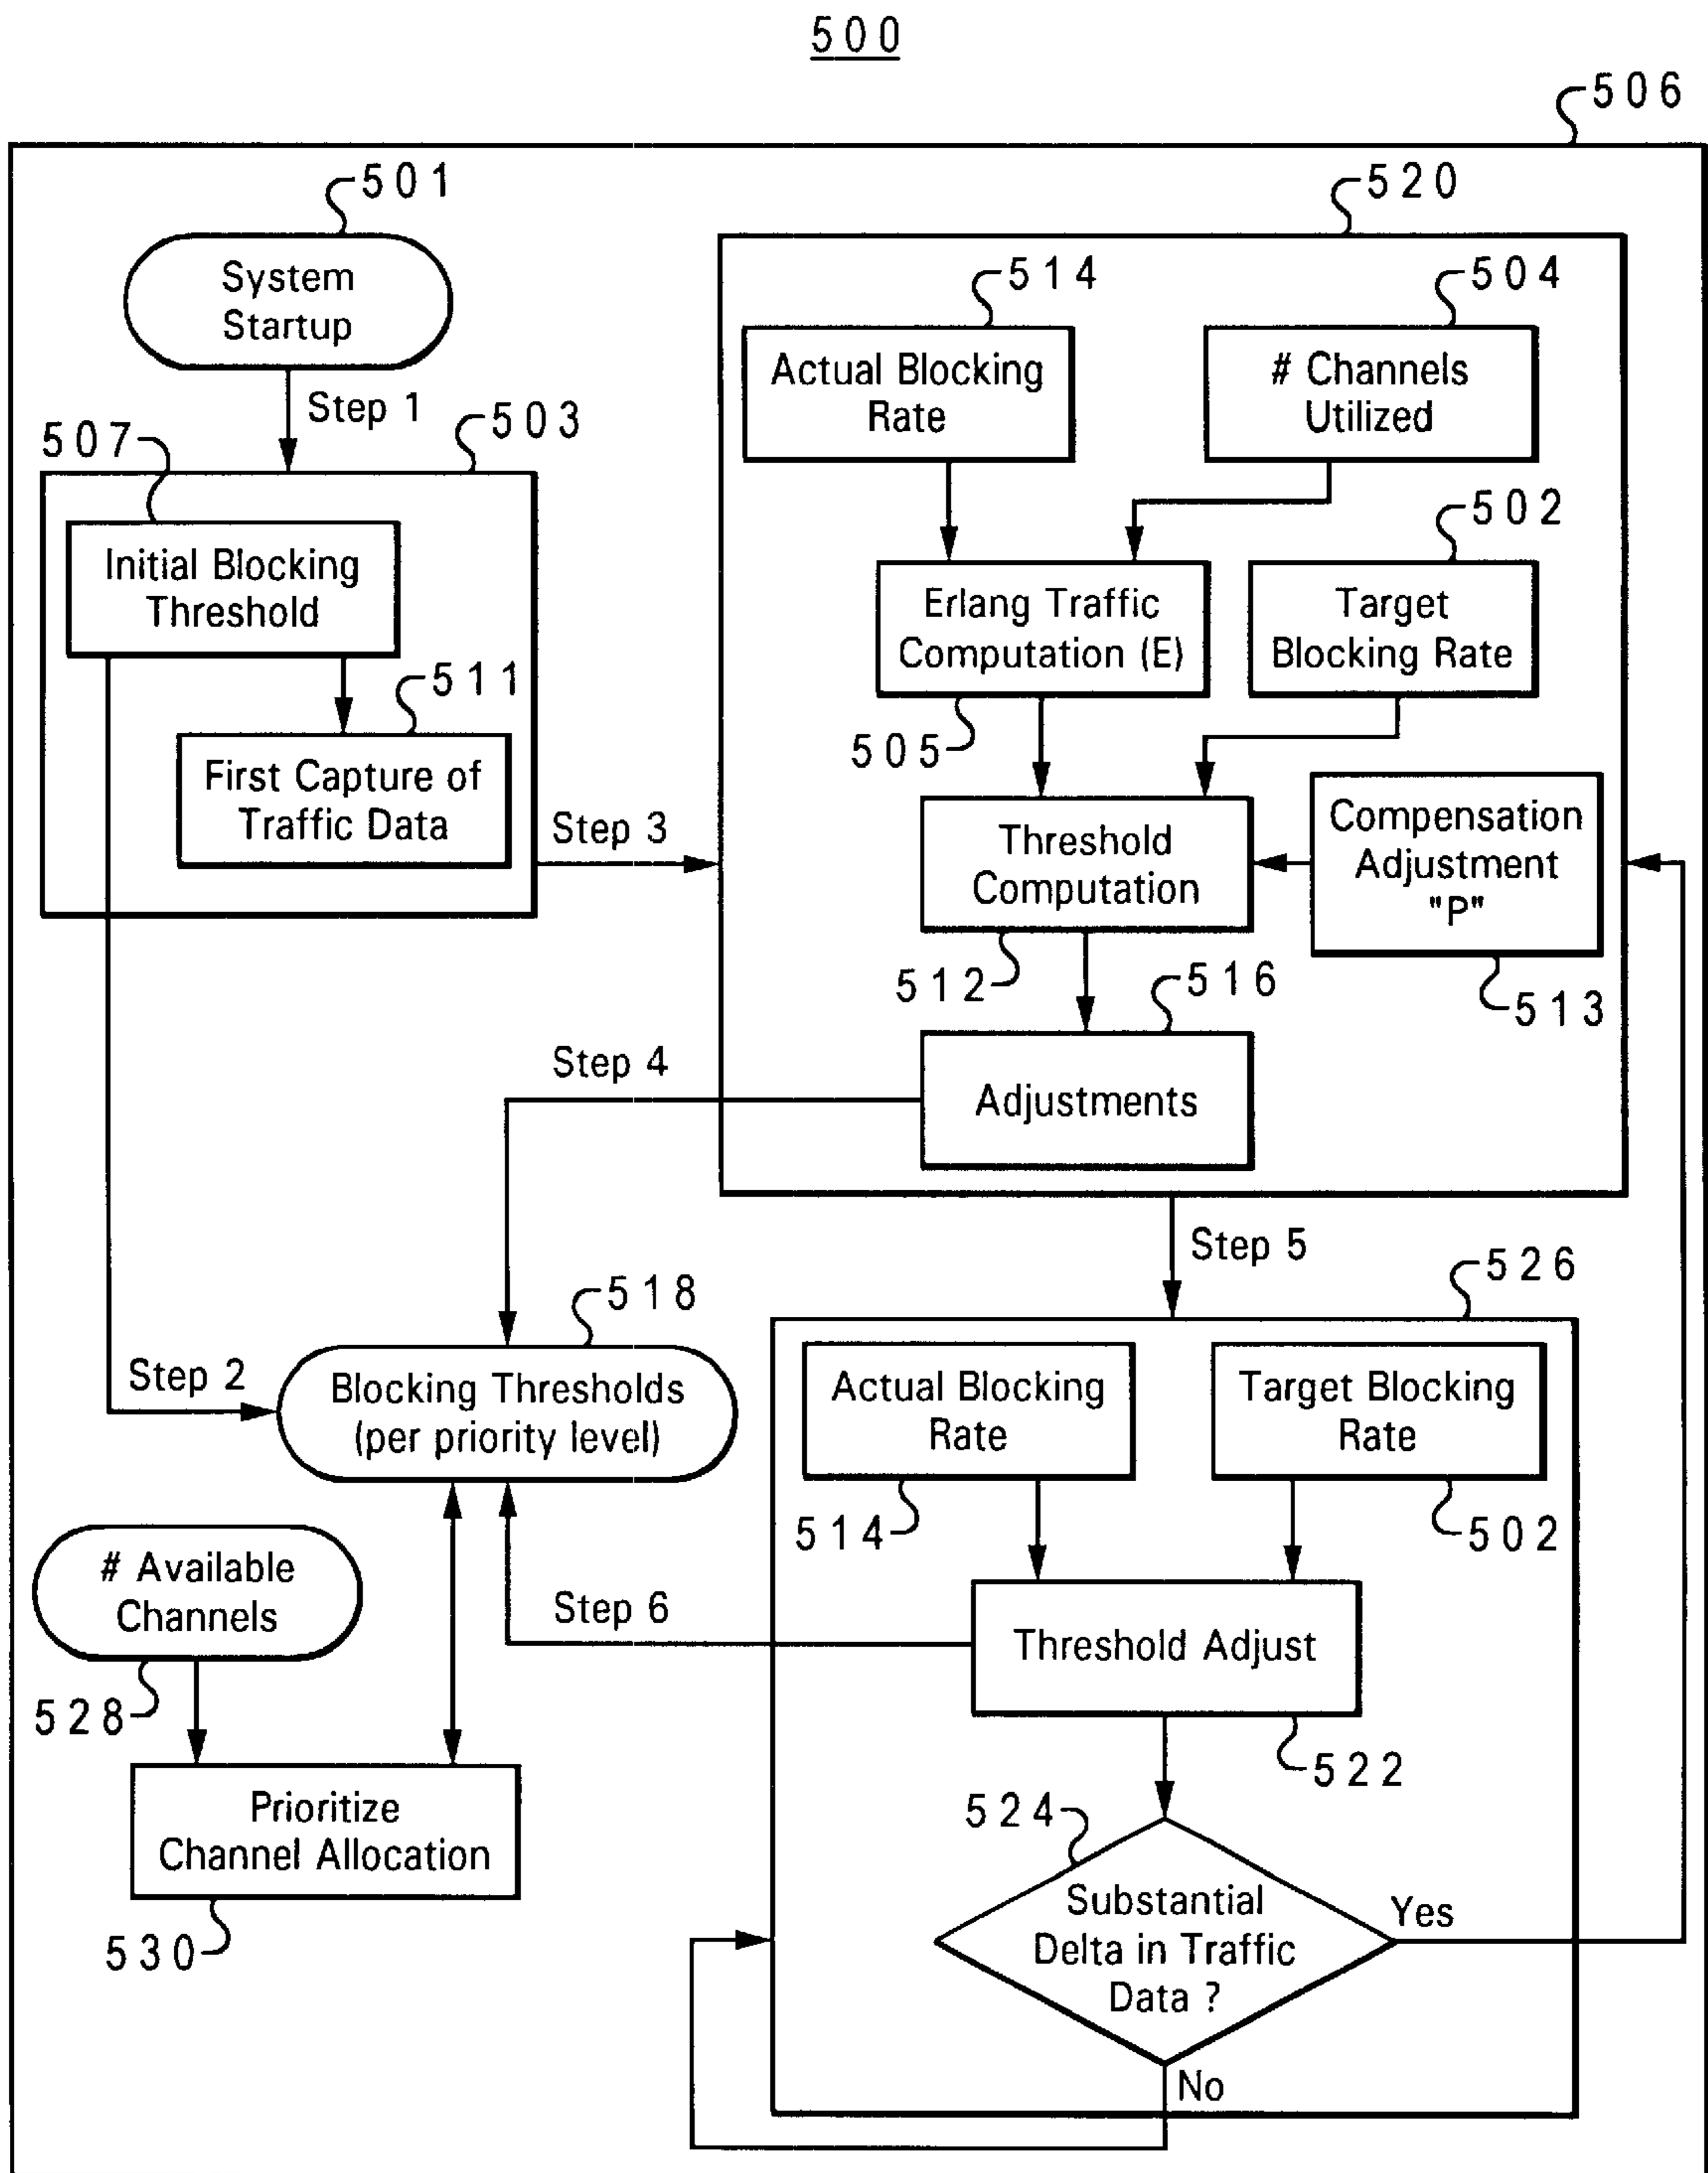 500
506
501
System
Startup
Step 1
507
503
Initial Blocking
Threshold
511
First Capture of
Traffic Data
Step 3
520
514
504
Actual Blocking
Rate
# Channels
Utilized
502
Erlang Traffic
Computation (E)
Target
Blocking Rate
505
Threshold
Computation
Compensation
Adjustment
"P"
512
516
513
Step 4
Adjustments
Step 5
518
526
Step 2
Blocking Thresholds
(per priority level)
Actual Blocking
Rate
Target Blocking
Rate
514
502
# Available
Channels
Step 6
Threshold Adjust
528
522
Prioritize
Channel Allocation
524
530
Substantial
Delta in Traffic
Data ?
Yes
No